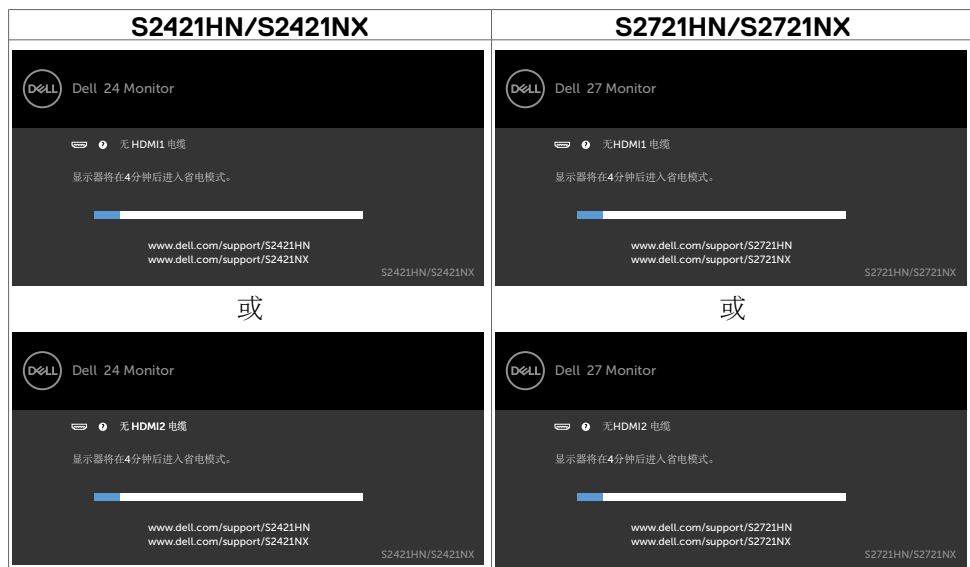 S2421HN/S2421NX
S2721HN/S2721NX
DELL Dell 24 Monitor
无 HDMI1 电缆
显示器将在4分钟后进入省电模式。
www.dell.com/support/S2421HN
www.dell.com/support/S2421NX
S2421HN/S2421NX
DELL Dell 27 Monitor
无HDMI1 电缆
显示器将在4分钟后进入省电模式。
www.dell.com/support/S2721HN
www.dell.com/support/S2721NX
S2721HN/S2721NX
或
或
DELL Dell 24 Monitor
无 HDMI2 电缆
显示器将在4分钟后进入省电模式。
www.dell.com/support/S2421HN
www.dell.com/support/S2421NX
S2421HN/S2421NX
DELL Dell 27 Monitor
无HDMI2 电缆
显示器将在4分钟后进入省电模式。
www.dell.com/support/S2721HN
www.dell.com/support/S2721NX
S2721HN/S2721NX